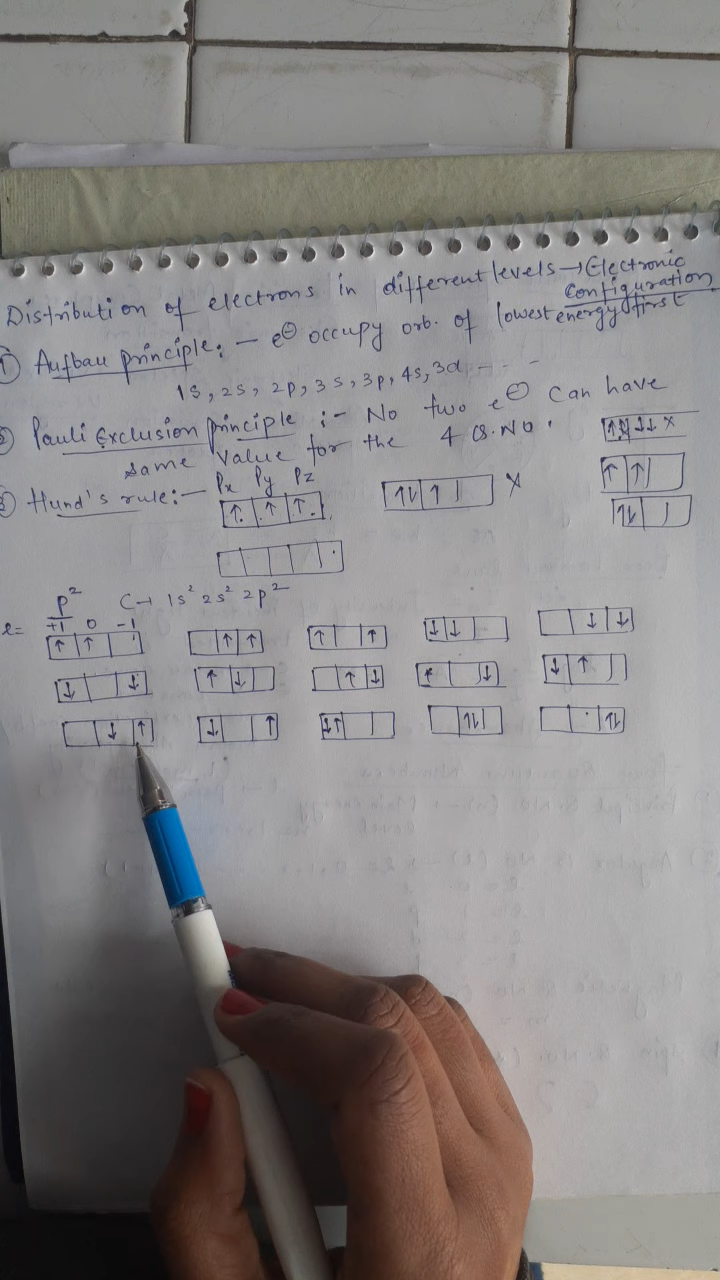 Distribution of electrons in different levels → Electronic
Configuration
① Aufbau principle :- e⊖ occupy orb. of lowest energy first
1s, 2s, 2p, 3s, 3p, 4s, 3d, - - -
② Pauli Exclusion principle :- No two e⊖ can have
same value for the 4 Q.NO.
↑↓ ↓↓ ×
③ Hund's rule :- Px Py Pz
↑ ↑ ↑
↑↓ ↑ ×
↑ ↑
↑↓
p² C → 1s² 2s² 2p²
l = +1 0 -1
↑ ↑ ↑ ↑ ↑ ↑ ↓ ↓ ↓ ↓
↓ ↓ ↑ ↓ ↑ ↓ ↑ ↓ ↓ ↑
↓ ↑ ↓ ↑ ↓↑ ↑↓ ↑↓